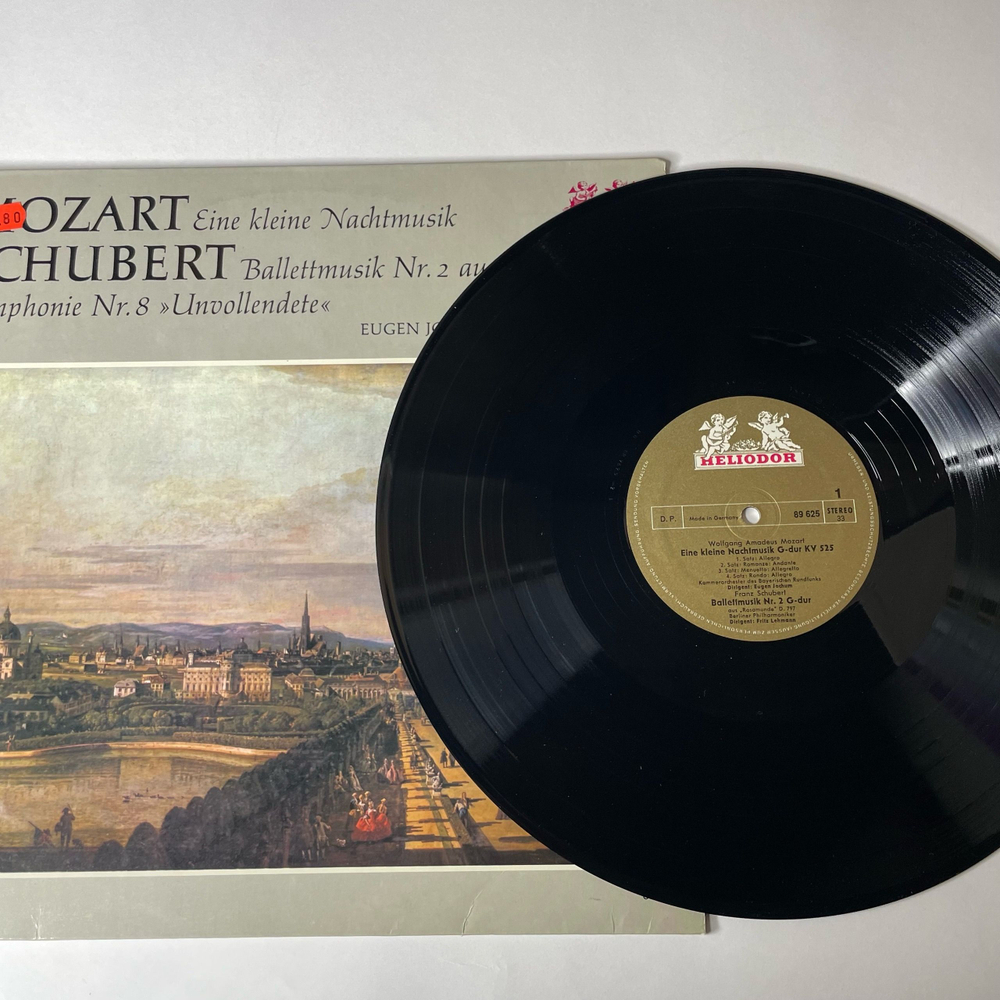 MOZART Eine kleine Nachtmusik
80
CHUBERT Ballettmusik Nr. 2 au
mphonie Nr. 8 »Unvollendete«
EUGEN JO
HELIODOR
1
D.P. Made in Germany 89 625 STEREO
33
Wolfgang Amadeus Mozart
Eine kleine Nachtmusik G-dur KV 525
1. Satz: Allegro
2. Satz: Romanze: Andante
3. Satz: Menuetto: Allegretto
4. Satz: Rondo: Allegro
Kammerorchester des Bayerischen Rundfunks
Dirigent: Eugen Jochum
Franz Schubert
Ballettmusik Nr. 2 G-dur
aus „Rosamunde" D. 797
Berliner Philharmoniker
Dirigent: Fritz Lehmann